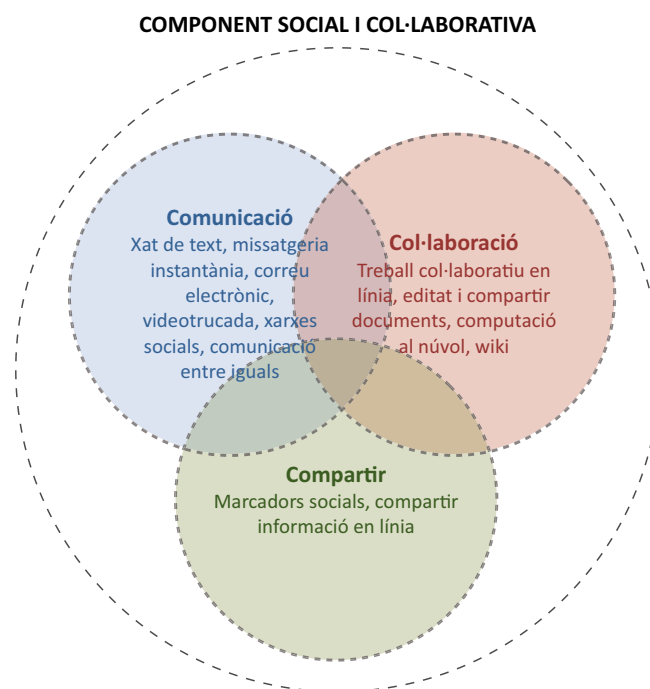 COMPONENT SOCIAL I COL·LABORATIVA
Comunicació
Xat de text, missatgeria
instantània, correu
electrònic,
videotrucada, xarxes
socials, comunicació
entre iguals
Col·laboració
Treball col·laboratiu en
línia, editat i compartir
documents, computació
al núvol, wiki
Compartir
Marcadors socials, compartir
informació en línia